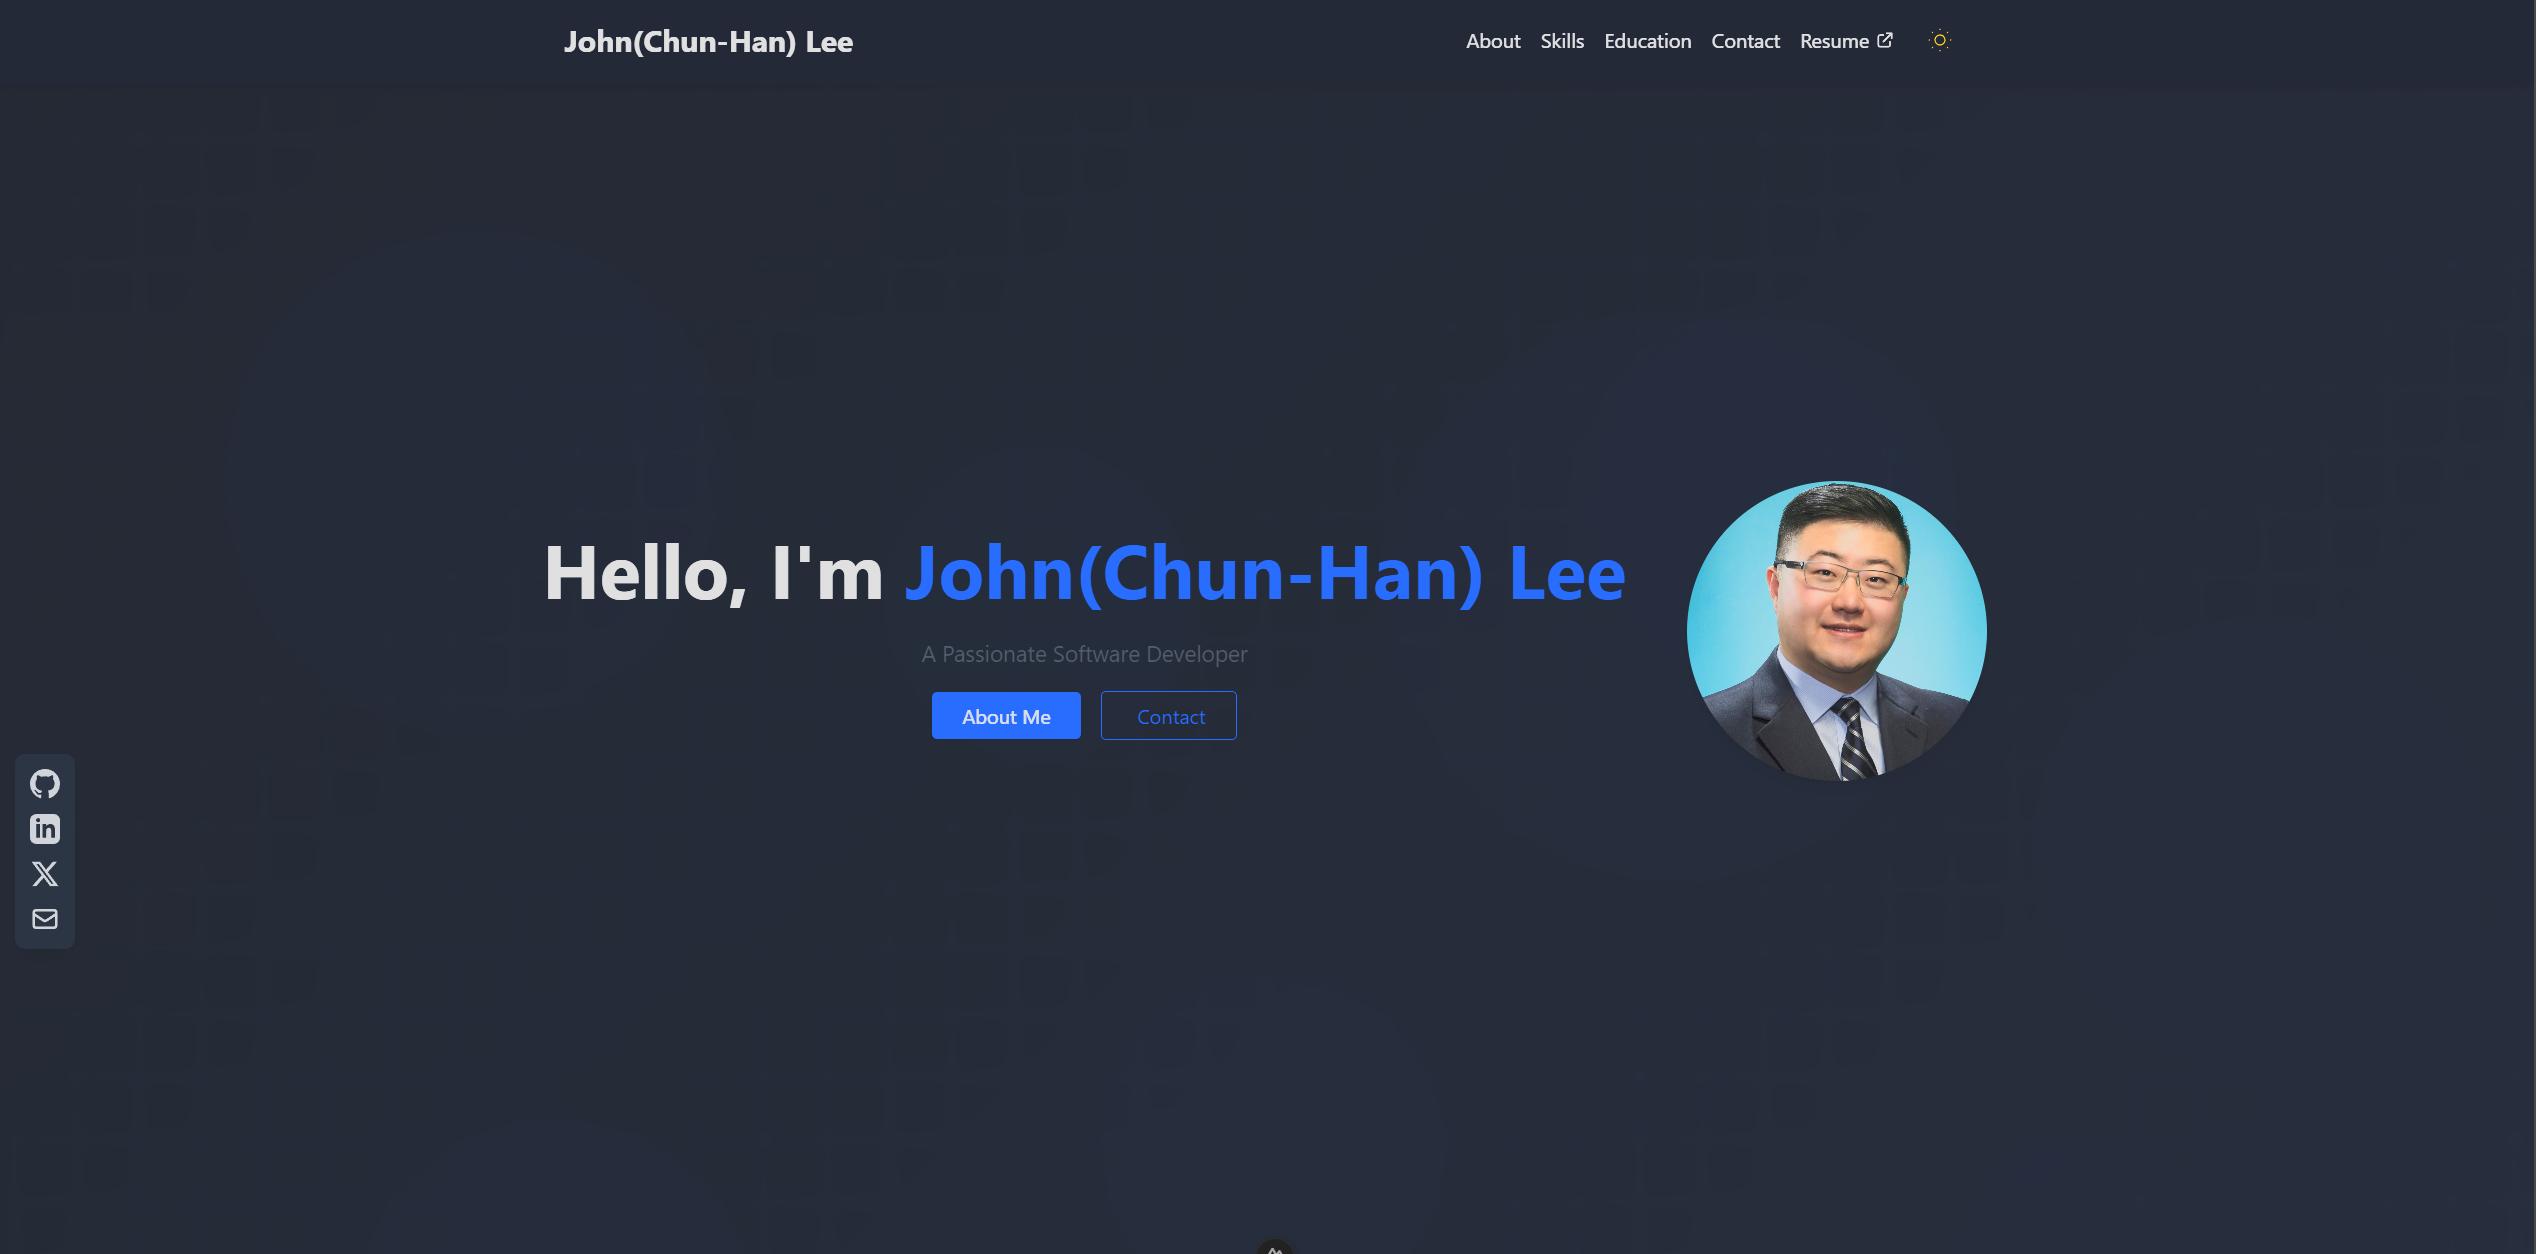 John(Chun-Han) Lee
About Skills Education Contact Resume
Hello, I'm John(Chun-Han) Lee
A Passionate Software Developer
About Me Contact